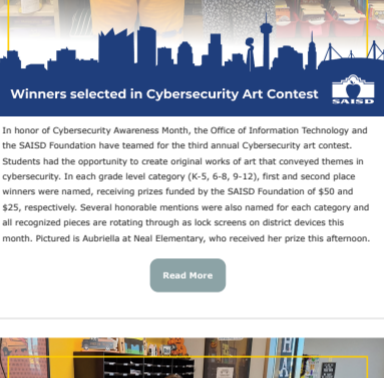 Winners selected in Cybersecurity Art Contest
SAISD
In honor of Cybersecurity Awareness Month, the Office of Information Technology and
the SAISD Foundation have teamed for the third annual Cybersecurity art contest.
Students had the opportunity to create original works of art that conveyed themes in
cybersecurity. In each grade level category (K-5, 6-8, 9-12), first and second place
winners were named, receiving prizes funded by the SAISD Foundation of $50 and
$25, respectively. Several honorable mentions were also named for each category and
all recognized pieces are rotating through as lock screens on district devices this
month. Pictured is Aubriella at Neal Elementary, who received her prize this afternoon.
Read More